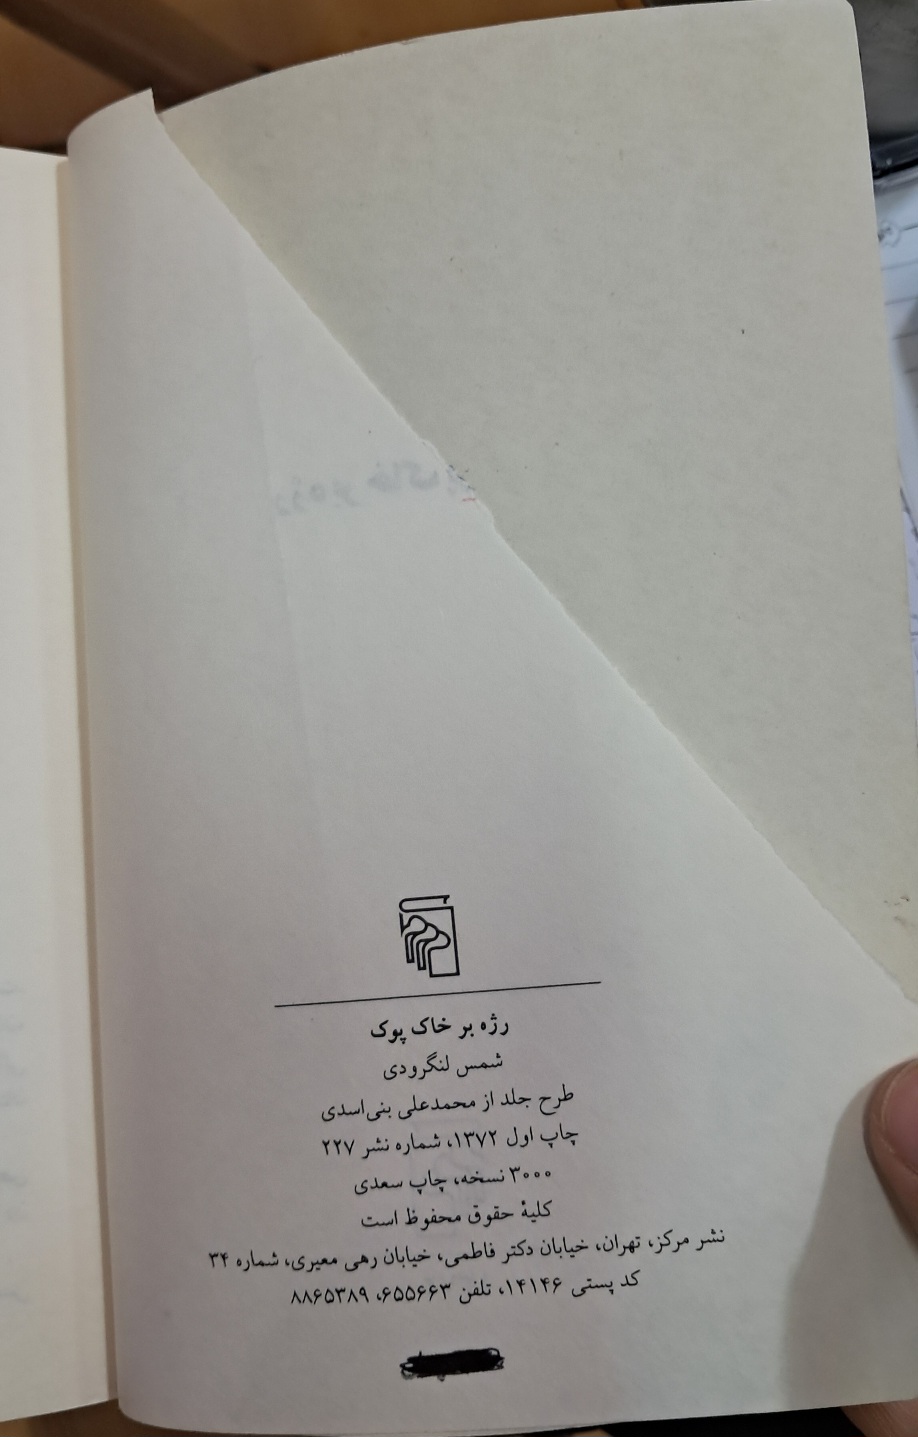 رژه بر خاک پوک
شمس لنگرودی
طرح جلد از محمدعلی بنی‌اسدی
چاپ اول ۱۳۷۲، شماره نشر ۲۲۷
۳۰۰۰ نسخه، چاپ سعدی
کلیهٔ حقوق محفوظ است
نشر مرکز، تهران، خیابان دکتر فاطمی، خیابان رهی معیری، شماره ۳۴
کد پستی ۱۴۱۴۶، تلفن ۶۵۵۶۶۳، ۸۸۶۵۳۸۹